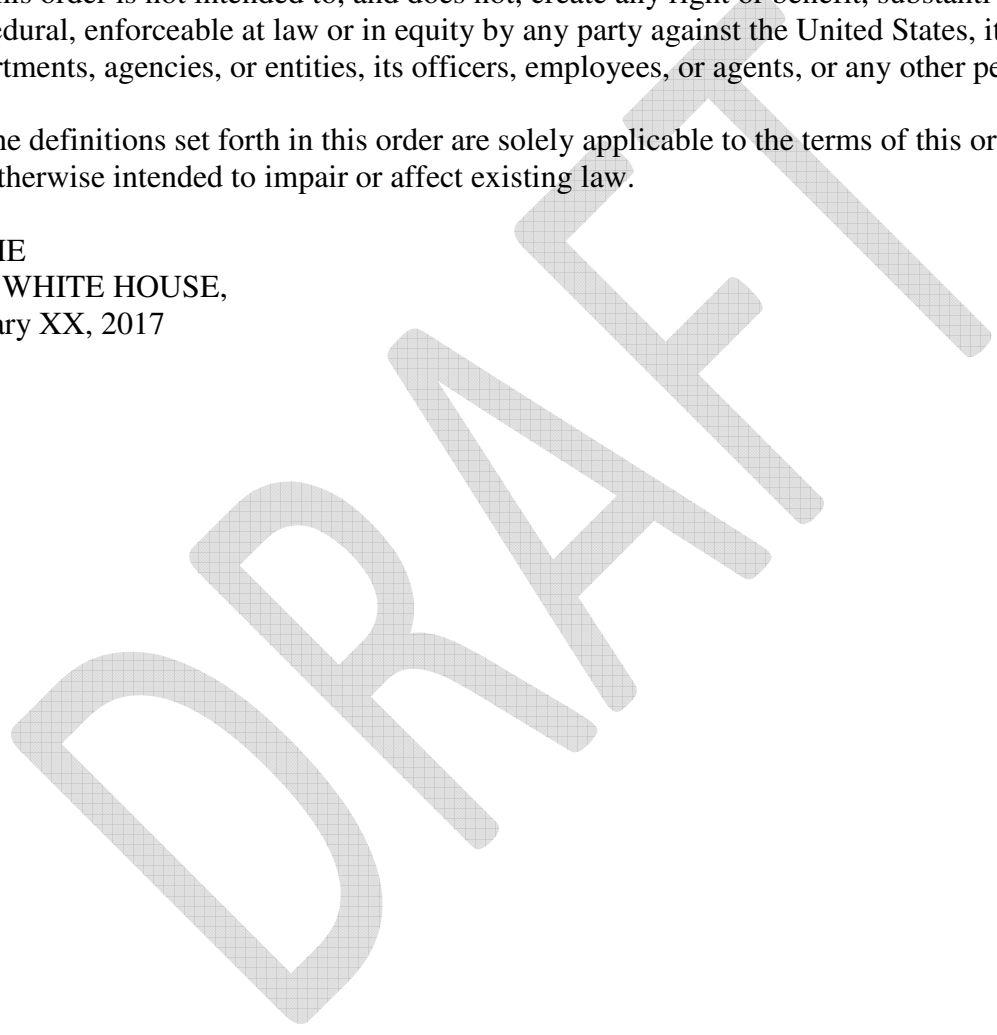 his order is not intended to, and does not, create any right or benefit, substanti
edural, enforceable at law or in equity by any party against the United States, it
rtments, agencies, or entities, its officers, employees, or agents, or any other pe
he definitions set forth in this order are solely applicable to the terms of this or
therwise intended to impair or affect existing law.
ME
WHITE HOUSE,
ary XX, 2017
DRAFT